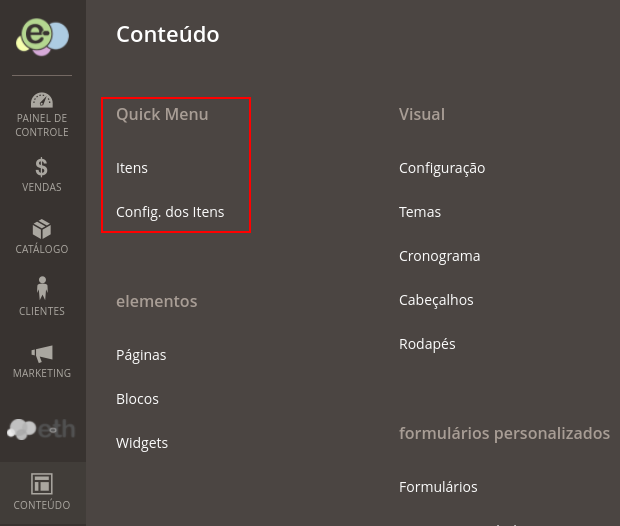 e-
PAINEL DE
CONTROLE
VENDAS
CATÁLOGO
CLIENTES
MARKETING
eth
CONTEÚDO
Conteúdo
Quick Menu
Itens
Config. dos Itens
elementos
Páginas
Blocos
Widgets
Visual
Configuração
Temas
Cronograma
Cabeçalhos
Rodapés
formulários personalizados
Formulários